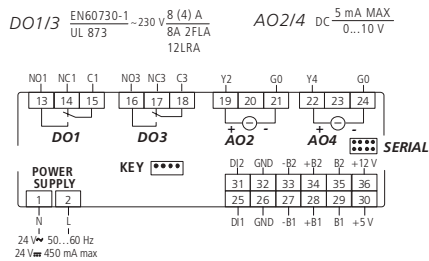 DO1/3 EN60730-1 ~230 V 8 (4) A AO2/4 DC 5 mA MAX
UL 873 8A 2FLA 0...10 V
12LRA
NO1 NC1 C1 NO3 NC3 C3 Y2 G0 Y4 G0
13 14 15 16 17 18 19 20 21 22 23 24
+ - + -
DO1 DO3 AO2 AO4 SERIAL
KEY
DI2 GND -B2 +B2 B2 +12 V
POWER SUPPLY
31 32 33 34 35 36
1 2 25 26 27 28 29 30
N L DI1 GND -B1 +B1 B1 +5 V
24 V~ 50...60 Hz
24 V⎓ 450 mA max